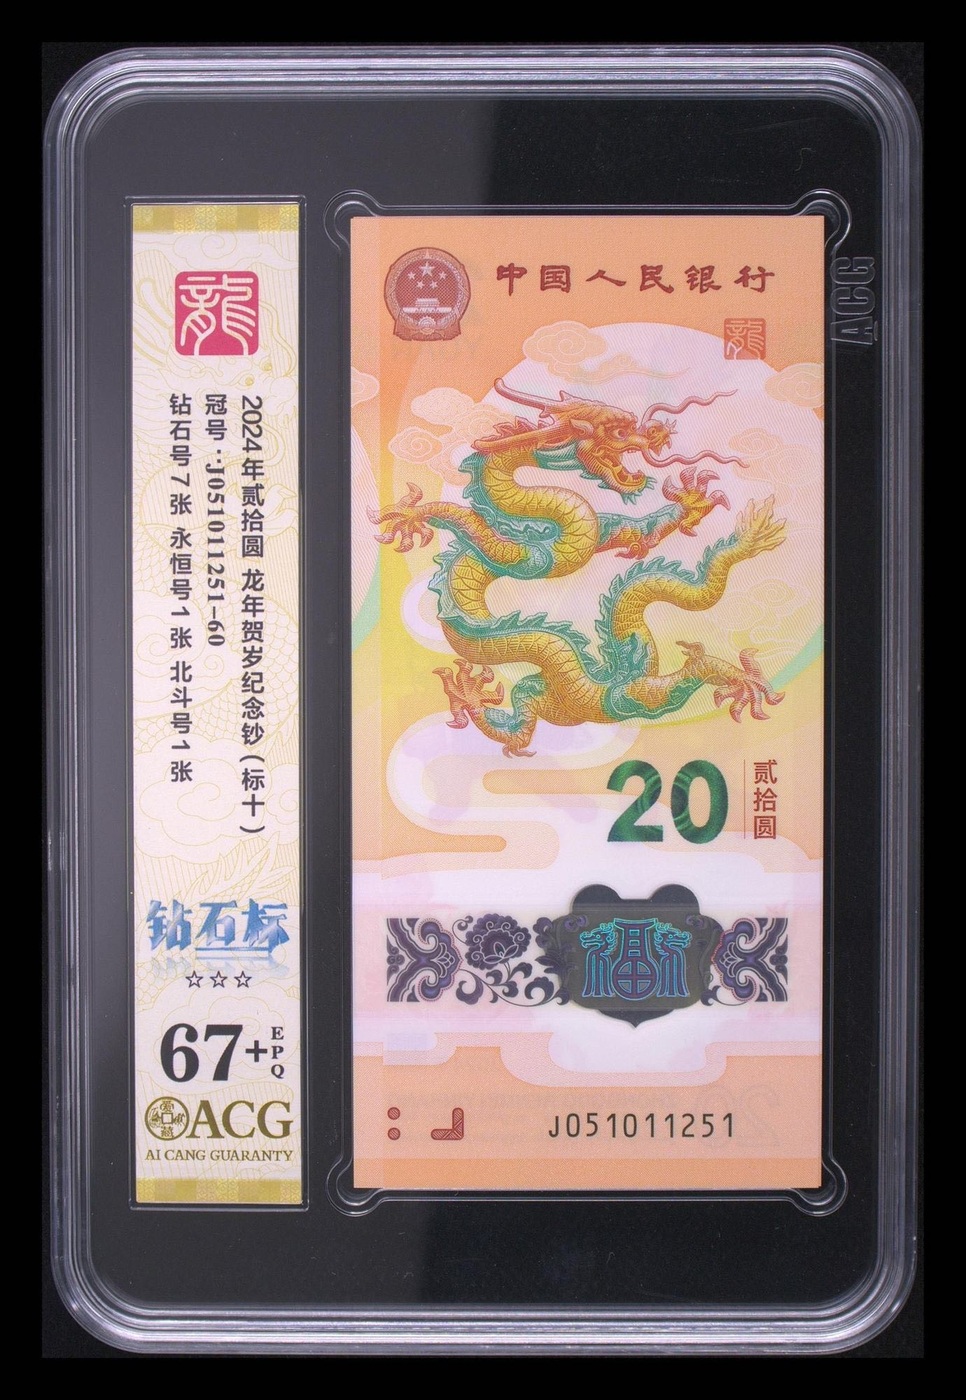 龍
2024年贰拾圆 龙年贺岁纪念钞(标十)
冠号:J051011251-60
钻石号7张 永恒号1张 北斗号1张
钻石标
☆☆☆
67+EPQ
ACG
AI CANG GUARANTY
中国人民银行
龍
20
贰拾圆
福
J051011251
ACG